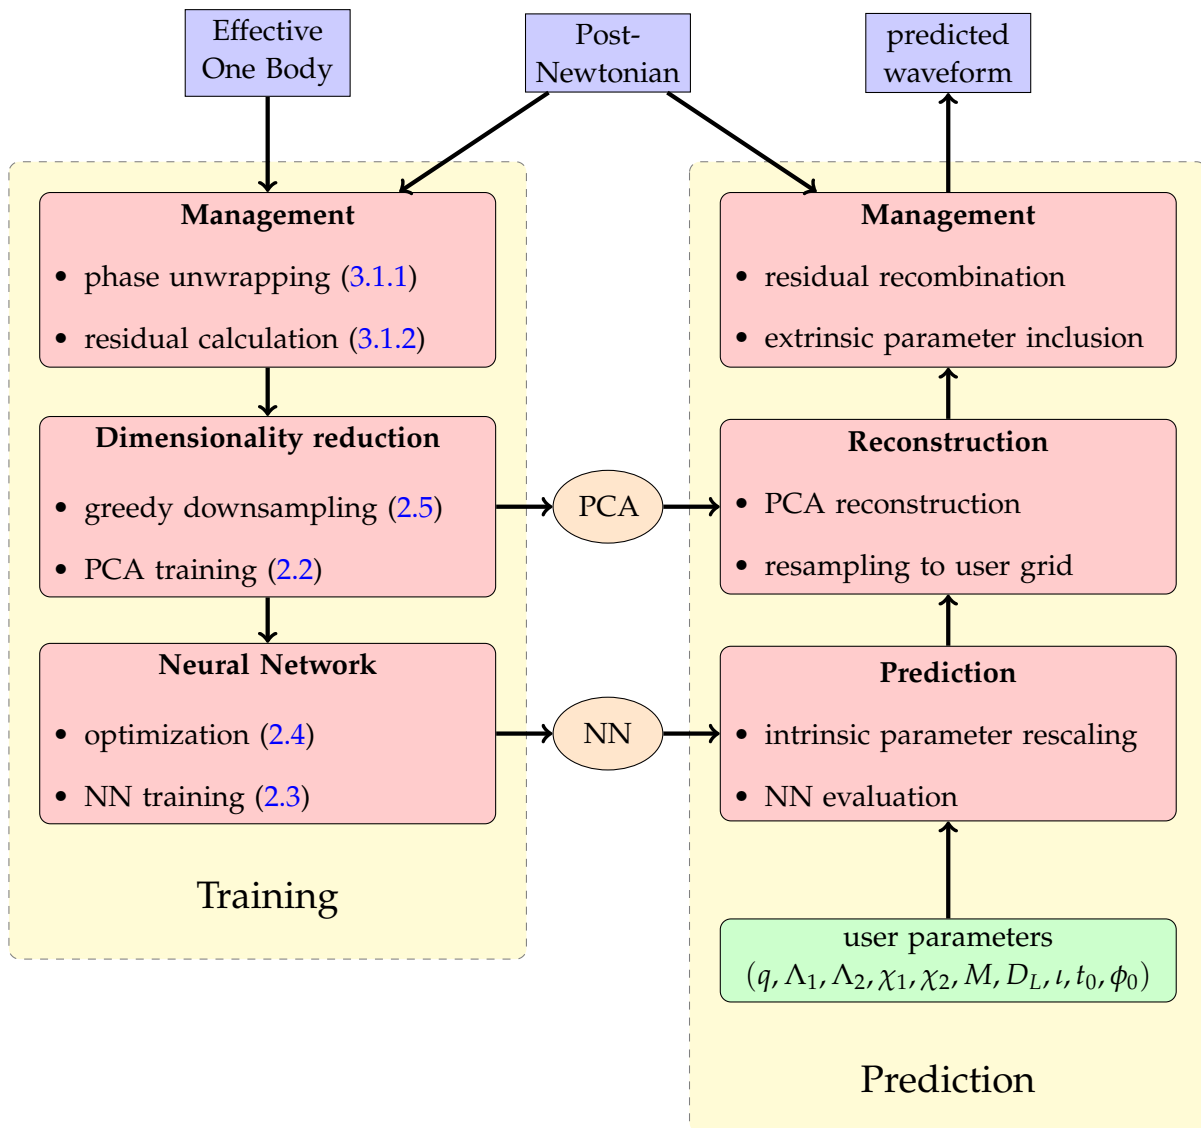 Effective
One Body
Post-
Newtonian
predicted
waveform
Management
• phase unwrapping (3.1.1)
• residual calculation (3.1.2)
Dimensionality reduction
• greedy downsampling (2.5)
• PCA training (2.2)
Neural Network
• optimization (2.4)
• NN training (2.3)
Training
PCA
NN
Management
• residual recombination
• extrinsic parameter inclusion
Reconstruction
• PCA reconstruction
• resampling to user grid
Prediction
• intrinsic parameter rescaling
• NN evaluation
user parameters
(q, Λ₁, Λ₂, χ₁, χ₂, M, D_L, ι, t₀, ϕ₀)
Prediction